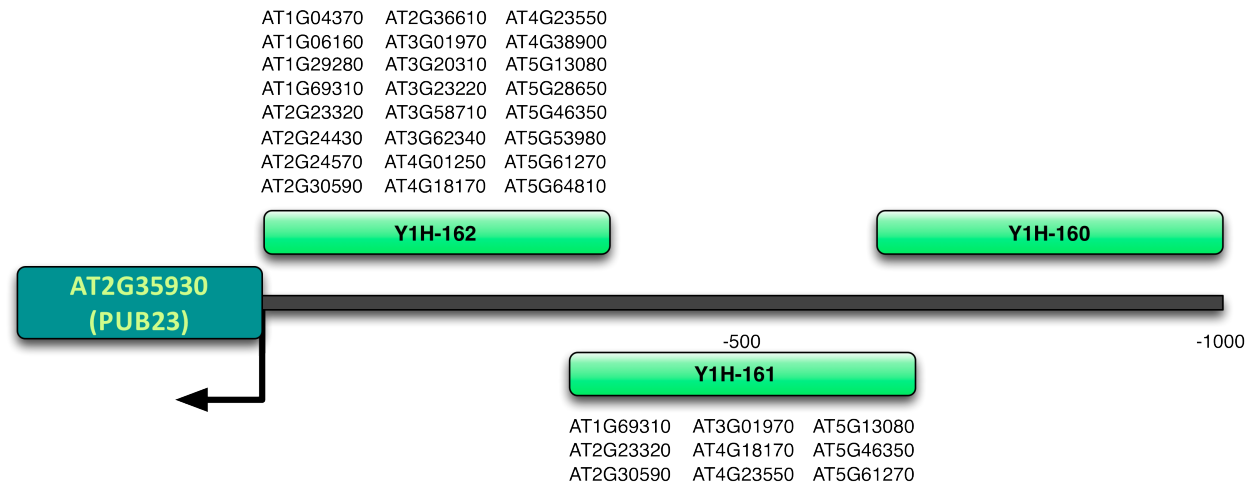 AT1G04370 AT2G36610 AT4G23550
AT1G06160 AT3G01970 AT4G38900
AT1G29280 AT3G20310 AT5G13080
AT1G69310 AT3G23220 AT5G28650
AT2G23320 AT3G58710 AT5G46350
AT2G24430 AT3G62340 AT5G53980
AT2G24570 AT4G01250 AT5G61270
AT2G30590 AT4G18170 AT5G64810
Y1H-162
Y1H-160
AT2G35930
(PUB23)
-500
-1000
Y1H-161
AT1G69310 AT3G01970 AT5G13080
AT2G23320 AT4G18170 AT5G46350
AT2G30590 AT4G23550 AT5G61270